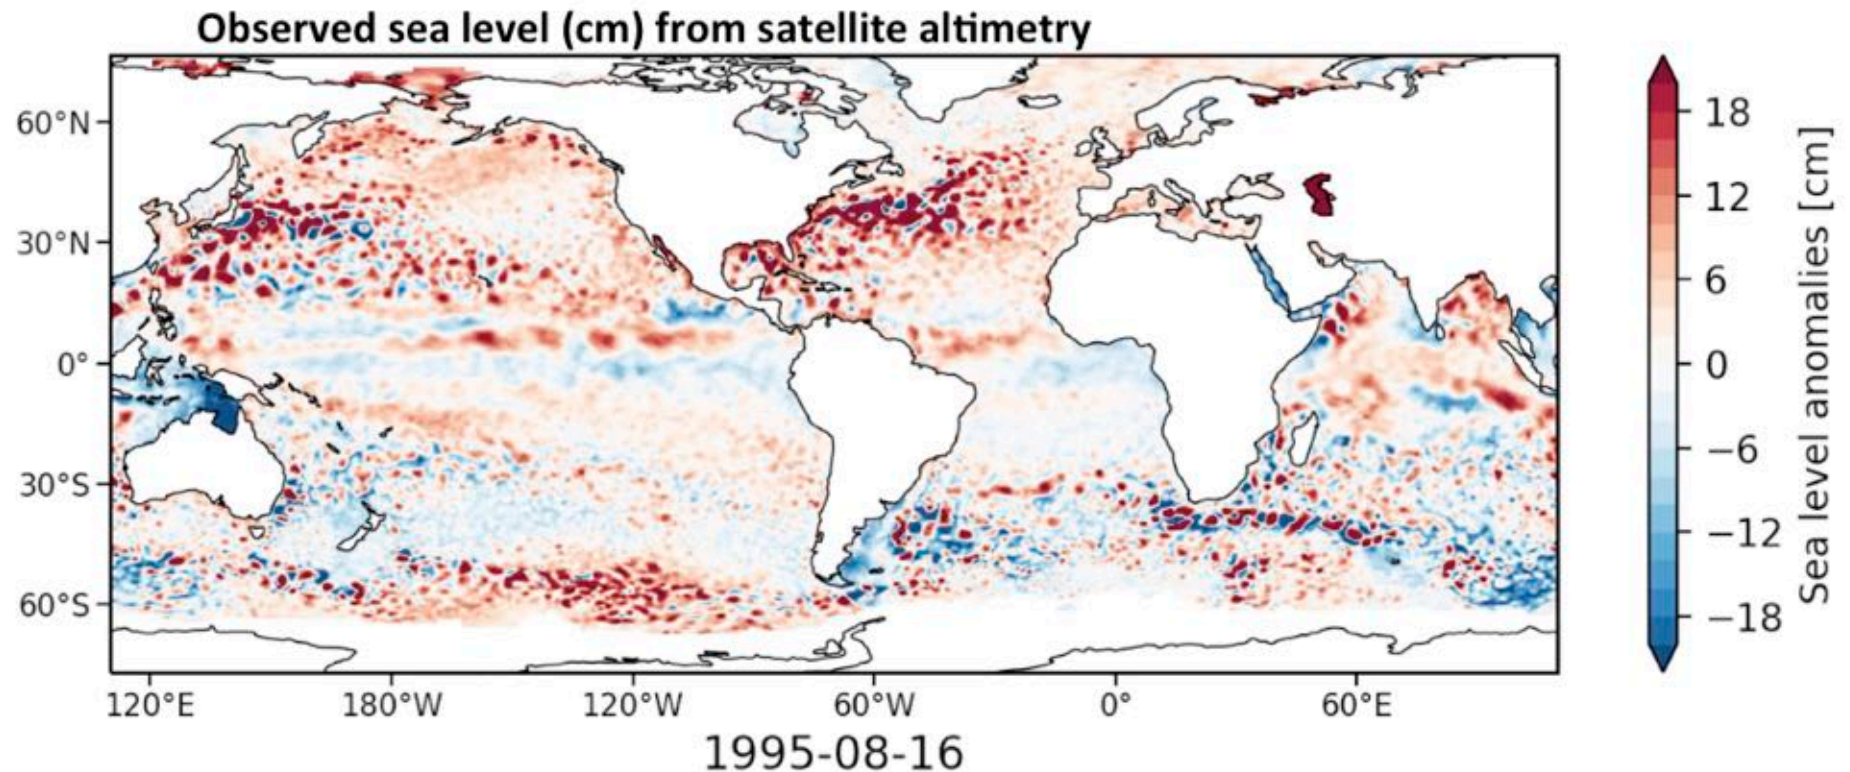 Observed sea level (cm) from satellite altimetry
60°N
30°N
0°
30°S
60°S
120°E 180°W 120°W 60°W 0° 60°E
1995-08-16
18
12
6
0
−6
−12
−18
Sea level anomalies [cm]